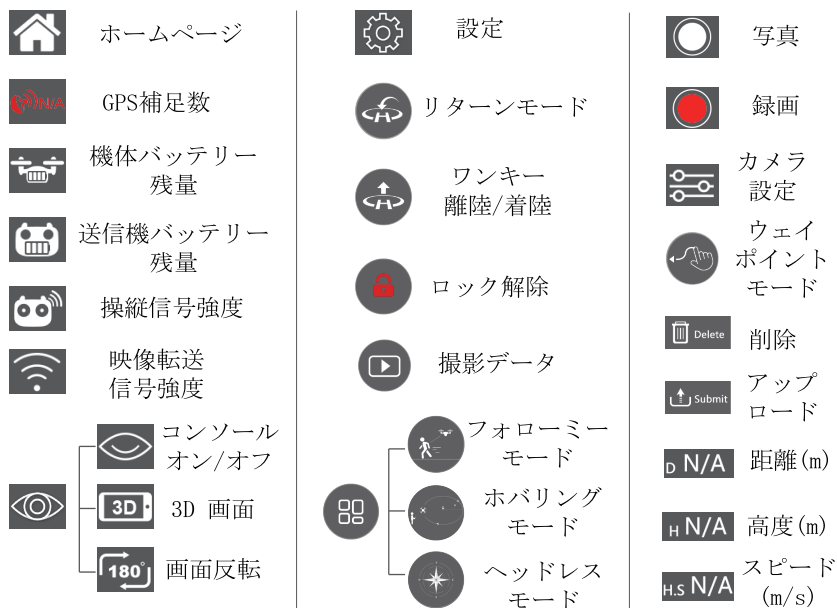 ホームページ
N/A
GPS補足数
機体バッテリー
残量
送信機バッテリー
残量
操縦信号強度
映像転送
信号強度
コンソール
オン/オフ
3D
3D 画面
180°
画面反転
設定
リターンモード
ワンキー
離陸/着陸
ロック解除
撮影データ
フォローミー
モード
ホバリング
モード
ヘッドレス
モード
写真
録画
カメラ
設定
ウェイ
ポイント
モード
Delete
削除
Submit
アップ
ロード
D N/A
距離(m)
H N/A
高度(m)
H.S N/A
スピード
(m/s)